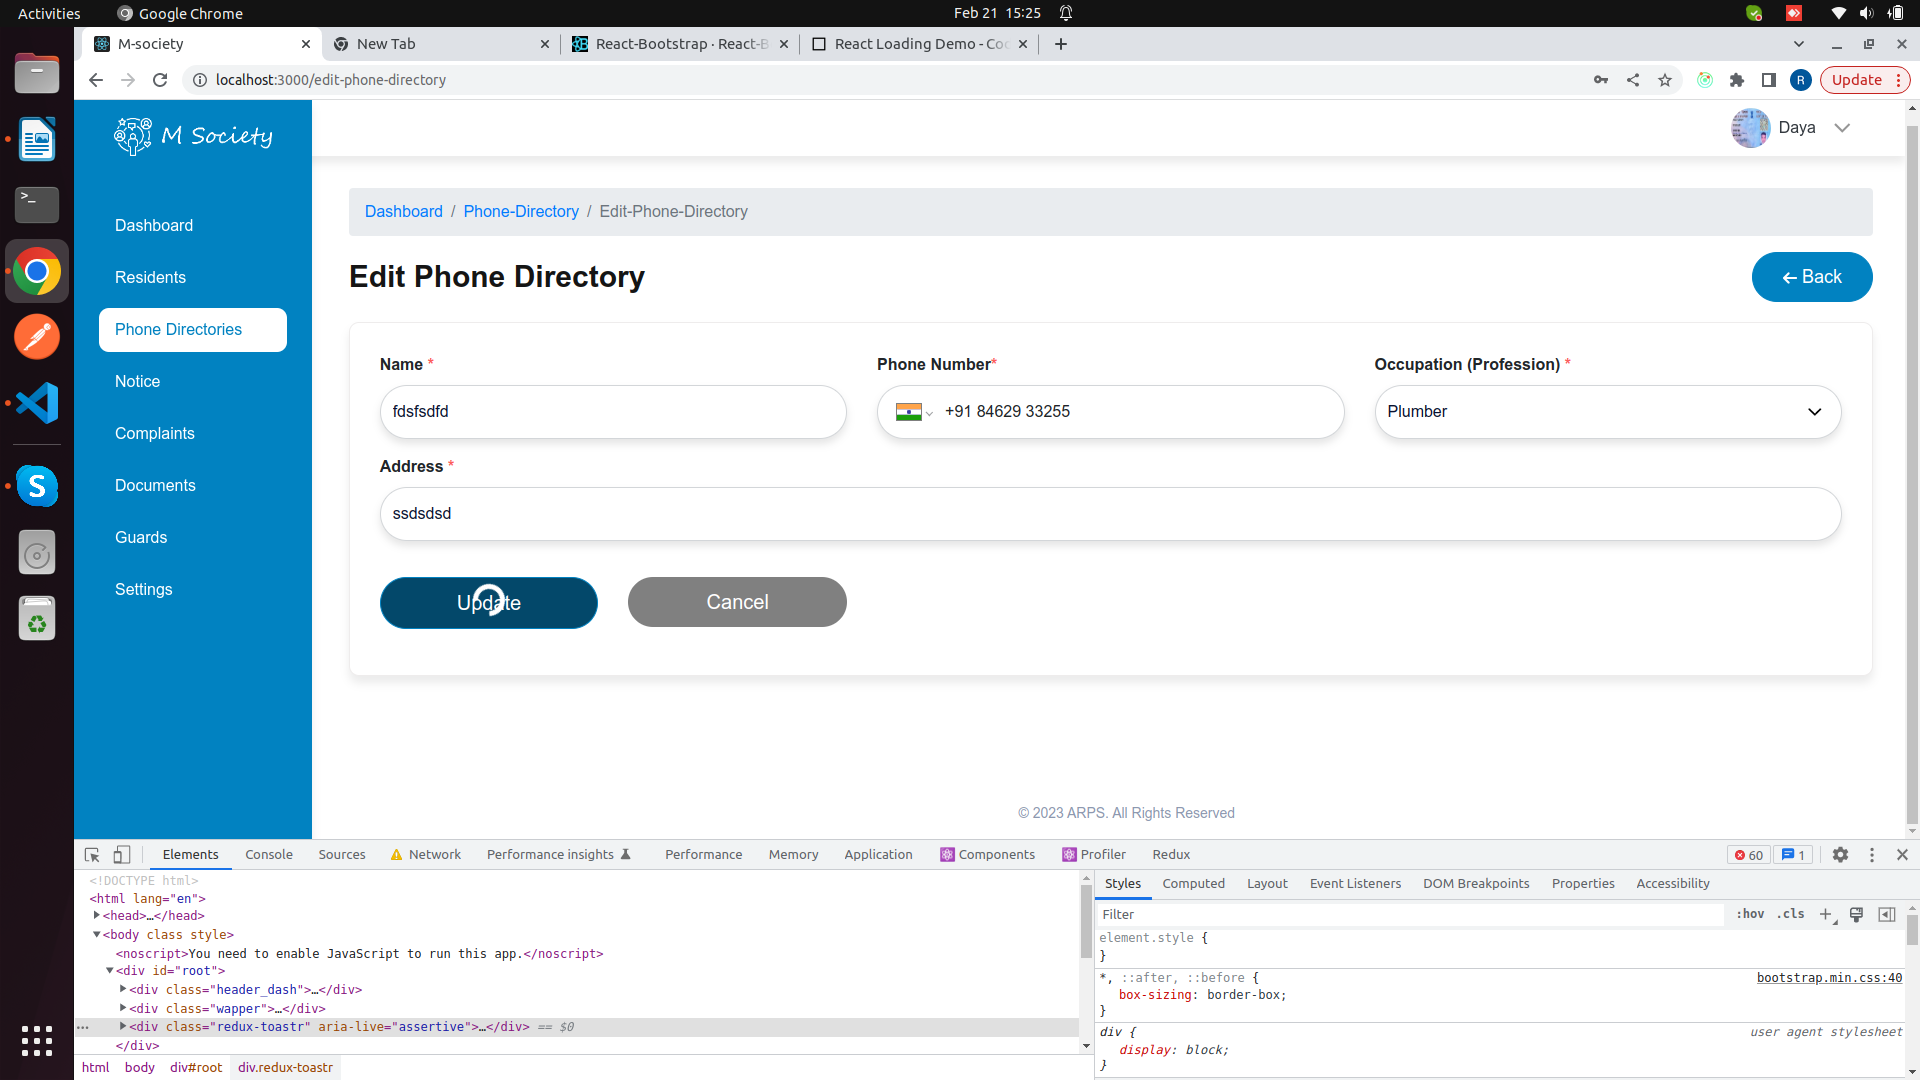 Activities
Google Chrome
Feb 21 15:25
M-society
New Tab
React-Bootstrap · React-B
React Loading Demo - Co
localhost:3000/edit-phone-directory
R
Update
M Society
Daya
Dashboard
Residents
Phone Directories
Notice
Complaints
Documents
Guards
Settings
Dashboard / Phone-Directory / Edit-Phone-Directory
Edit Phone Directory
Back
Name *
Phone Number*
Occupation (Profession) *
fdsfsdfd
+91 84629 33255
Plumber
Address *
ssdsdsd
Update
Cancel
© 2023 ARPS. All Rights Reserved
Elements
Console
Sources
Network
Performance insights
Performance
Memory
Application
Components
Profiler
Redux
60
1
<!DOCTYPE html>
<html lang="en">
<head>…</head>
<body class style>
<noscript>You need to enable JavaScript to run this app.</noscript>
<div id="root">
<div class="header_dash">…</div>
<div class="wapper">…</div>
<div class="redux-toastr" aria-live="assertive">…</div> == $0
</div>
html body div#root div.redux-toastr
Styles
Computed
Layout
Event Listeners
DOM Breakpoints
Properties
Accessibility
Filter
:hov .cls
element.style {
}
*, ::after, ::before {
bootstrap.min.css:40
box-sizing: border-box;
}
div {
user agent stylesheet
display: block;
}